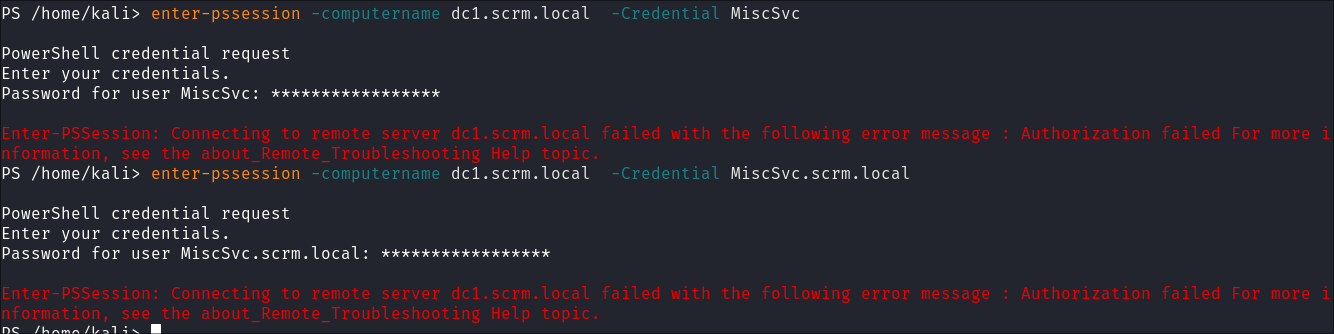 PS /home/kali> enter-pssession -computername dc1.scrm.local  -Credential MiscSvc
PowerShell credential request
Enter your credentials.
Password for user MiscSvc: *****************
Enter-PSSession: Connecting to remote server dc1.scrm.local failed with the following error message : Authorization failed For more i
nformation, see the about_Remote_Troubleshooting Help topic.
PS /home/kali> enter-pssession -computername dc1.scrm.local  -Credential MiscSvc.scrm.local
PowerShell credential request
Enter your credentials.
Password for user MiscSvc.scrm.local: *****************
Enter-PSSession: Connecting to remote server dc1.scrm.local failed with the following error message : Authorization failed For more i
nformation, see the about_Remote_Troubleshooting Help topic.
PS /home/kali>